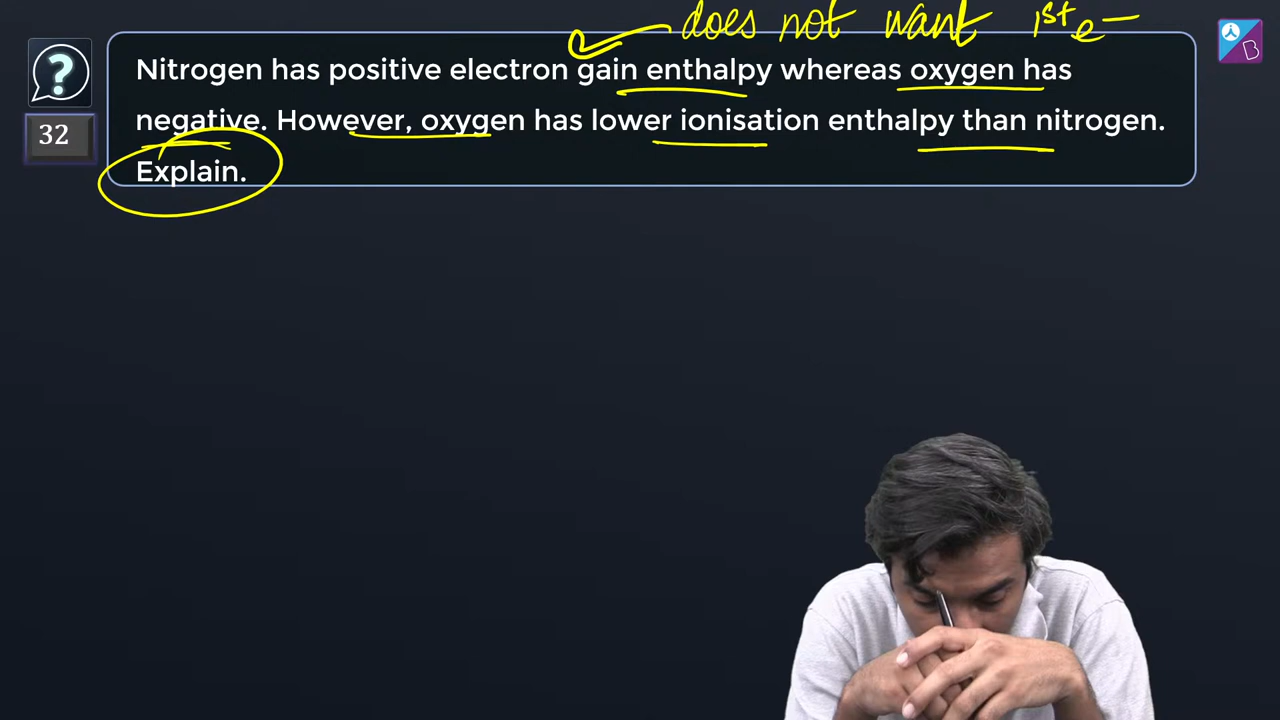 does not want 1st e-
Nitrogen has positive electron gain enthalpy whereas oxygen has
negative. However, oxygen has lower ionisation enthalpy than nitrogen.
Explain.
?
32
B